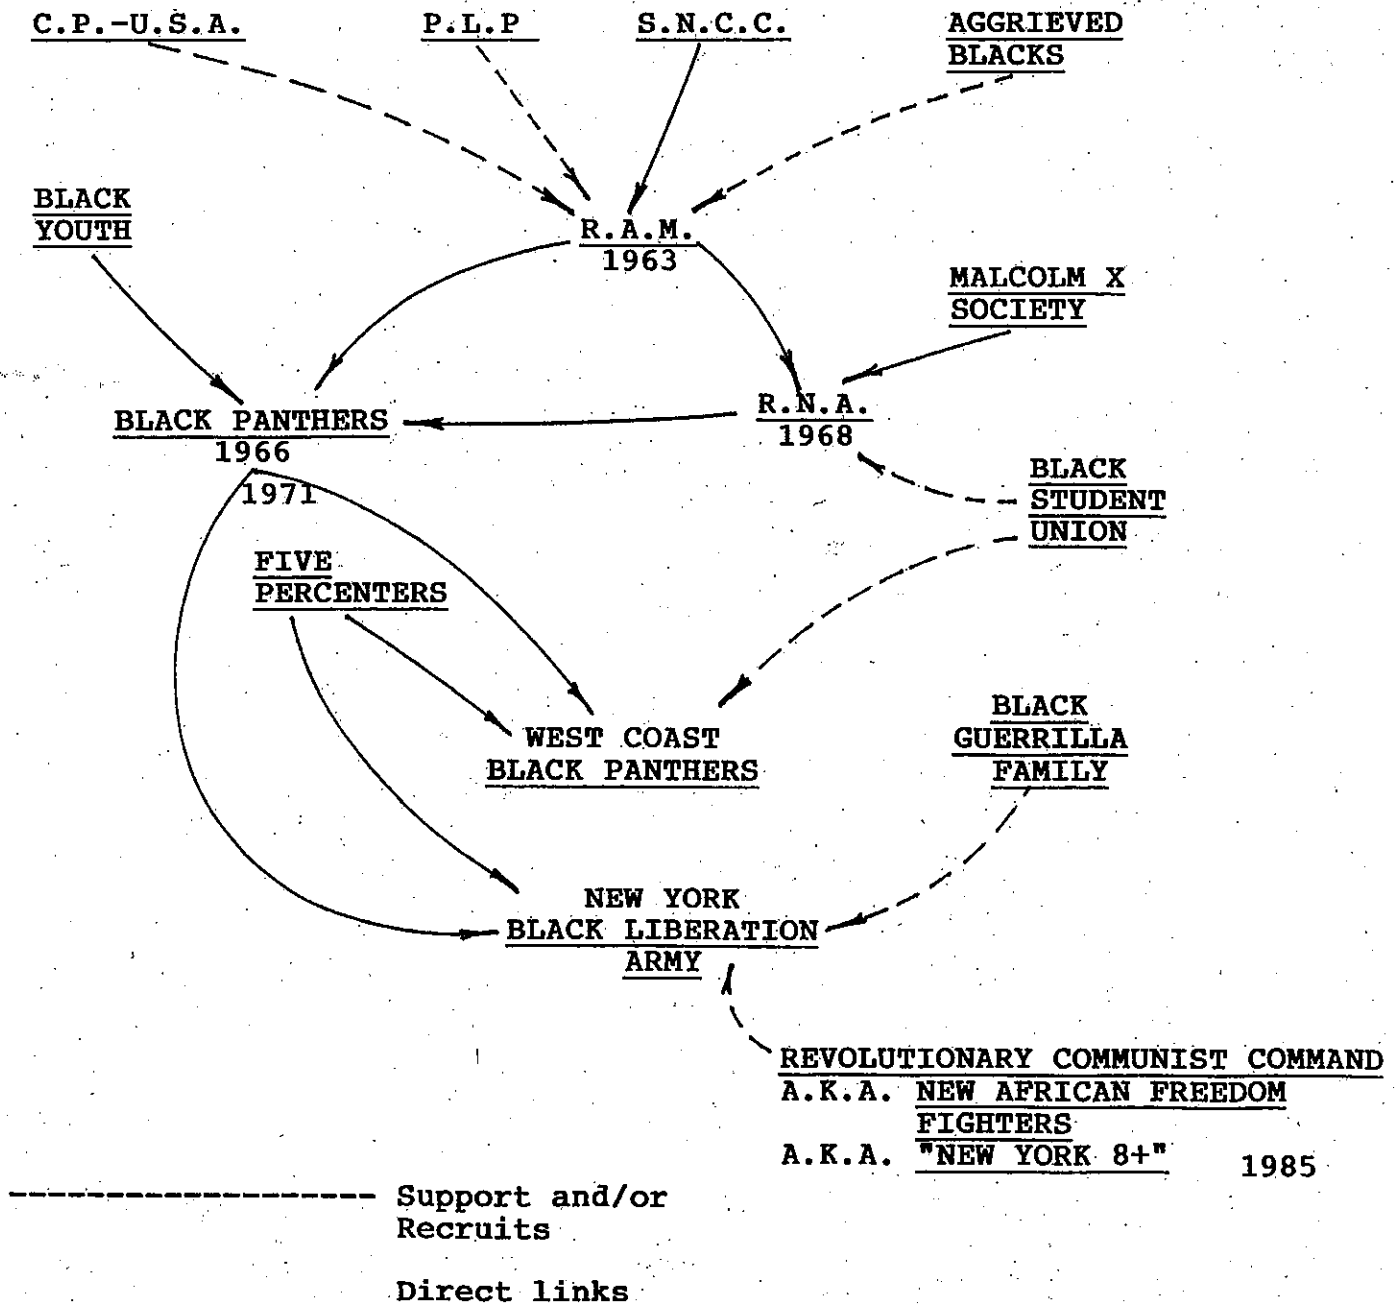 C.P.-U.S.A.
P.L.P
S.N.C.C.
AGGRIEVED
BLACKS
BLACK
YOUTH
R.A.M.
1963
MALCOLM X
SOCIETY
BLACK PANTHERS
1966
1971
R.N.A.
1968
BLACK
STUDENT
UNION
FIVE
PERCENTERS
WEST COAST
BLACK PANTHERS
BLACK
GUERRILLA
FAMILY
NEW YORK
BLACK LIBERATION
ARMY
REVOLUTIONARY COMMUNIST COMMAND
A.K.A. NEW AFRICAN FREEDOM
FIGHTERS
A.K.A. "NEW YORK 8+" 1985
Support and/or
Recruits
Direct links